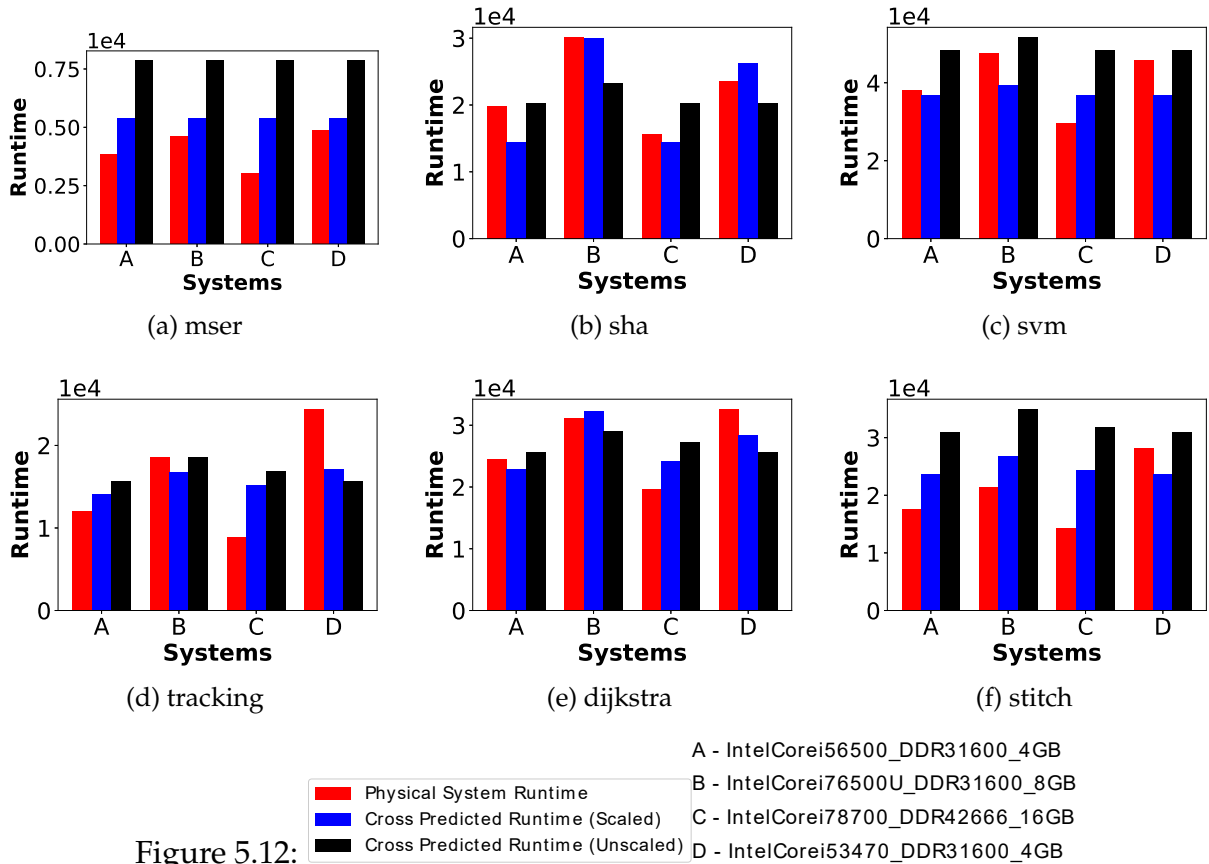 1e4
Runtime
0.75
0.50
0.25
0.00
A B C D
Systems
(a) mser
1e4
Runtime
3
2
1
0
A B C D
Systems
(b) sha
1e4
Runtime
4
2
0
A B C D
Systems
(c) svm
1e4
Runtime
2
1
0
A B C D
Systems
(d) tracking
1e4
Runtime
3
2
1
0
A B C D
Systems
(e) dijkstra
1e4
Runtime
3
2
1
0
A B C D
Systems
(f) stitch
Figure 5.12:
Physical System Runtime
Cross Predicted Runtime (Scaled)
Cross Predicted Runtime (Unscaled)
A - IntelCorei56500_DDR31600_4GB
B - IntelCorei76500U_DDR31600_8GB
C - IntelCorei78700_DDR42666_16GB
D - IntelCorei53470_DDR31600_4GB